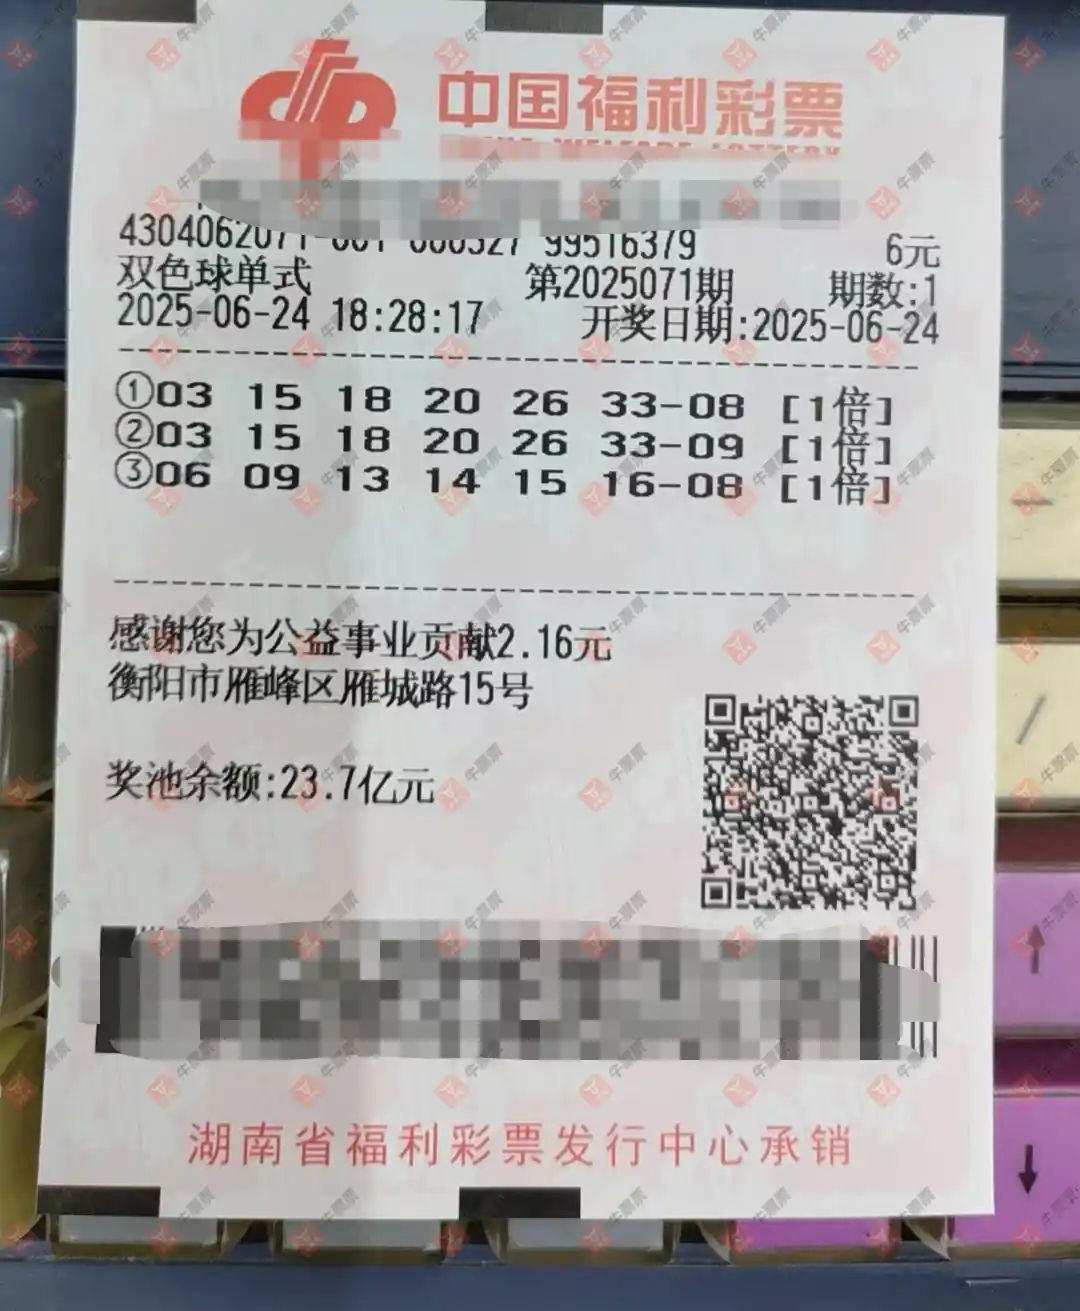 中国福利彩票
99516379 6元
双色球单式 第2025071期 期数:1
2025-06-24 18:28:17 开奖日期:2025-06-24
①03 15 18 20 26 33-08 [1倍]
②03 15 18 20 26 33-09 [1倍]
③06 09 13 14 15 16-08 [1倍]
感谢您为公益事业贡献2.16元
衡阳市雁峰区雁城路15号
奖池余额:23.7亿元
湖南省福利彩票发行中心承销
牛票票